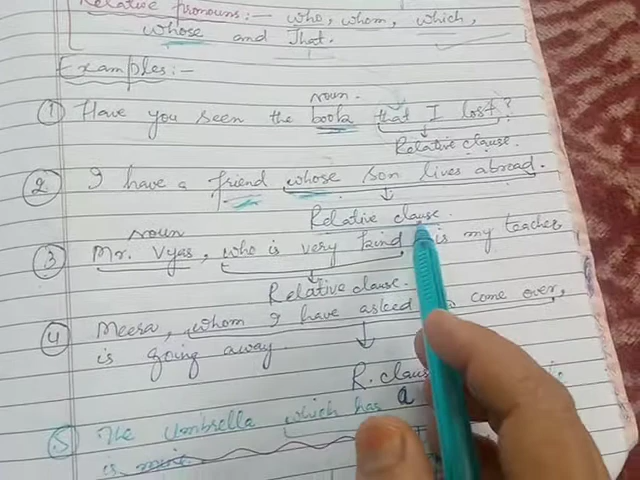 Relative pronouns:- who, whom, which,
whose and That.
Examples:-
noun.
① Have you seen the book that I lost?
Relative clause.
② I have a friend whose son lives abroad.
Relative clause.
noun
③ Mr. Vyas, who is very kind, is my teacher
Relative clause.
④ Meera, whom I have asked come over,
is going away.
R. clau
⑤ The Umbrella which has a
is